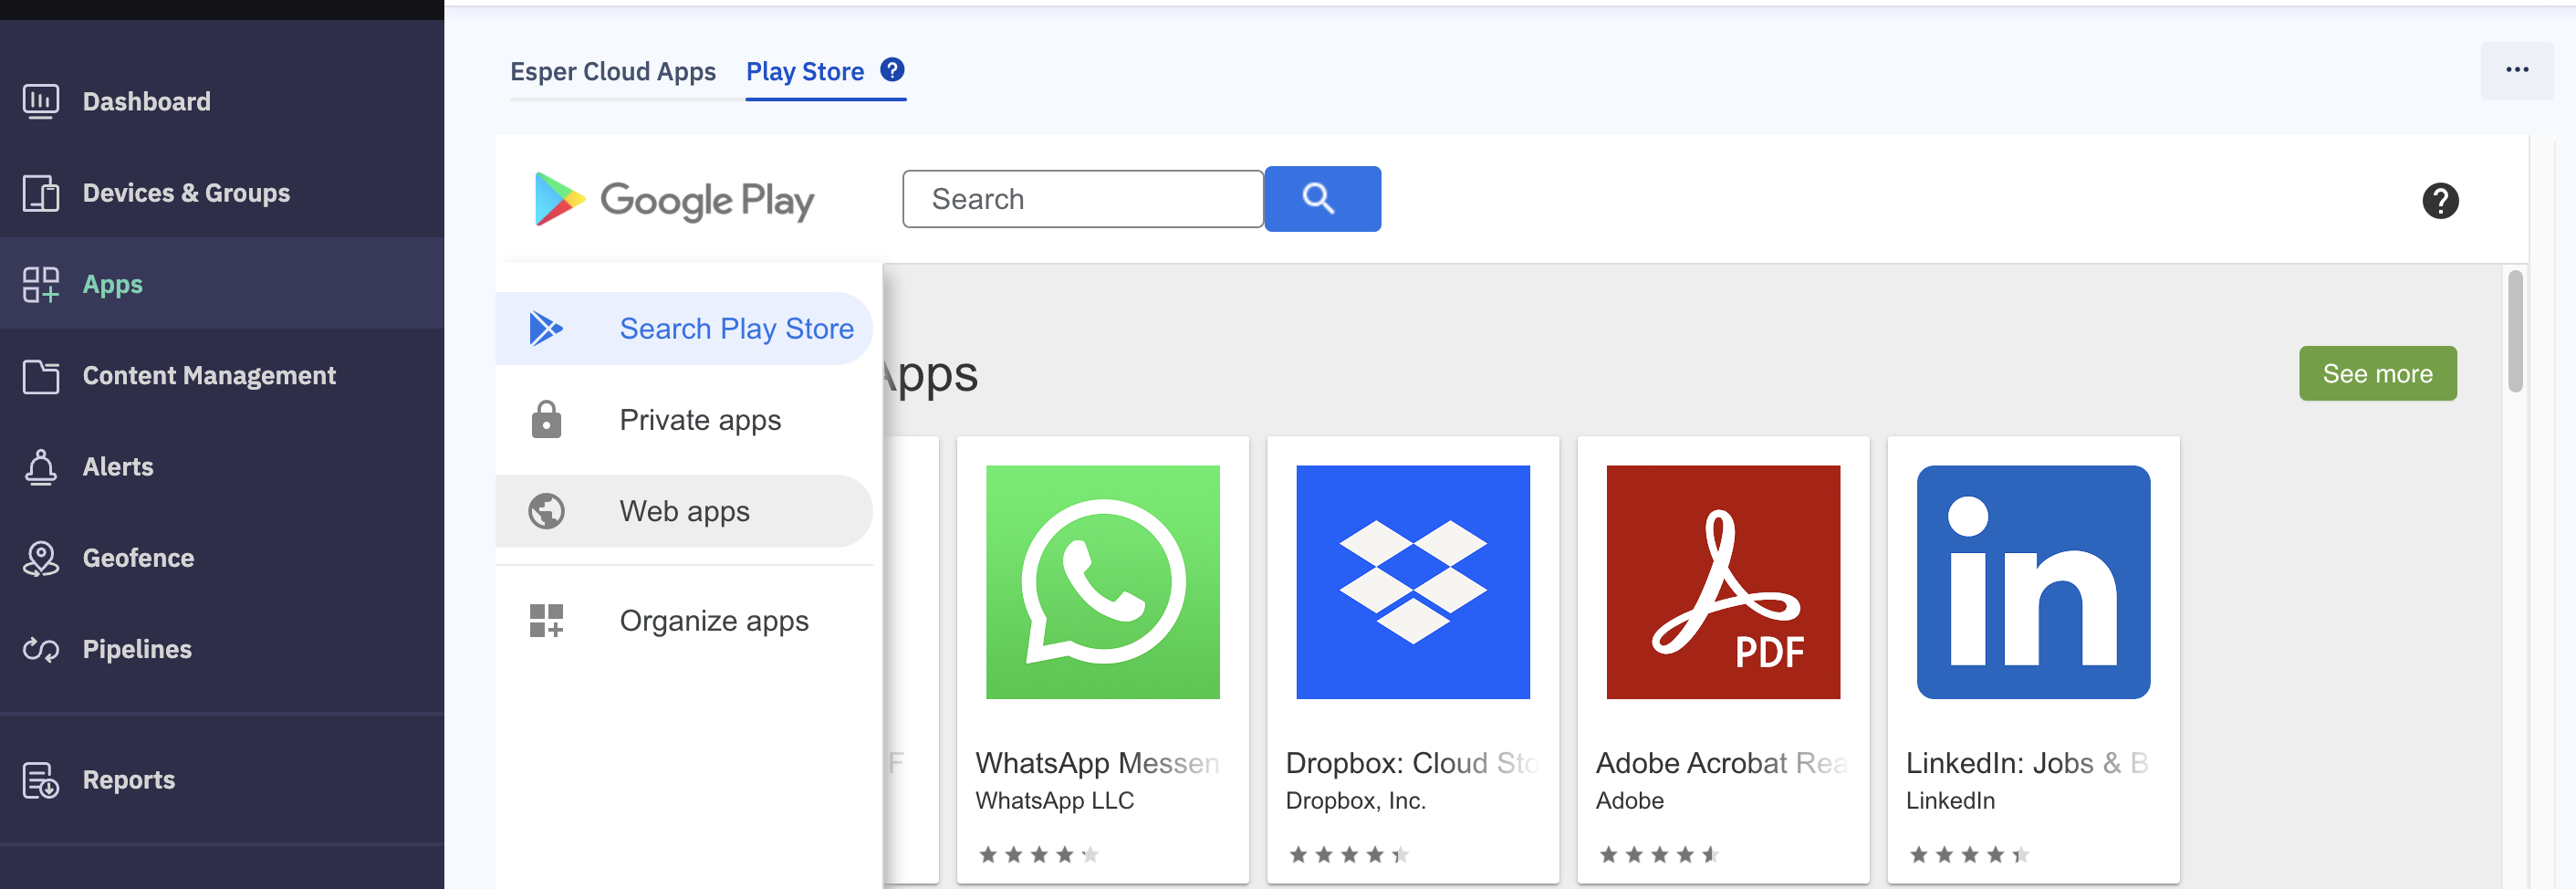 Dashboard
Devices & Groups
Apps
Content Management
Alerts
Geofence
Pipelines
Reports
Esper Cloud Apps Play Store ?
...
Google Play Search ?
Search Play Store
Private apps
Web apps
Organize apps
Apps See more
F
PDF
in
WhatsApp Messen Dropbox: Cloud Sto Adobe Acrobat Rea LinkedIn: Jobs & B
WhatsApp LLC Dropbox, Inc. Adobe LinkedIn